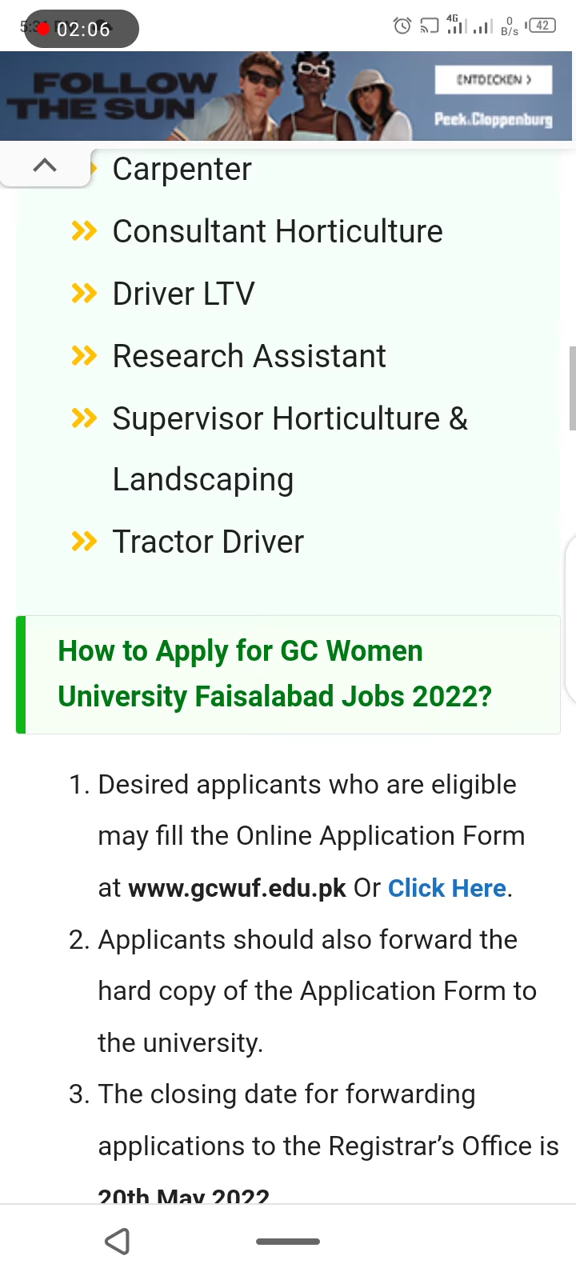 02:06
4G
0
B/s
42
FOLLOW
THE SUN
ENTDECKEN >
Peek&Cloppenburg
Carpenter
Consultant Horticulture
Driver LTV
Research Assistant
Supervisor Horticulture &
Landscaping
Tractor Driver
How to Apply for GC Women
University Faisalabad Jobs 2022?
1. Desired applicants who are eligible
may fill the Online Application Form
at www.gcwuf.edu.pk Or Click Here.
2. Applicants should also forward the
hard copy of the Application Form to
the university.
3. The closing date for forwarding
applications to the Registrar's Office is
20th May 2022